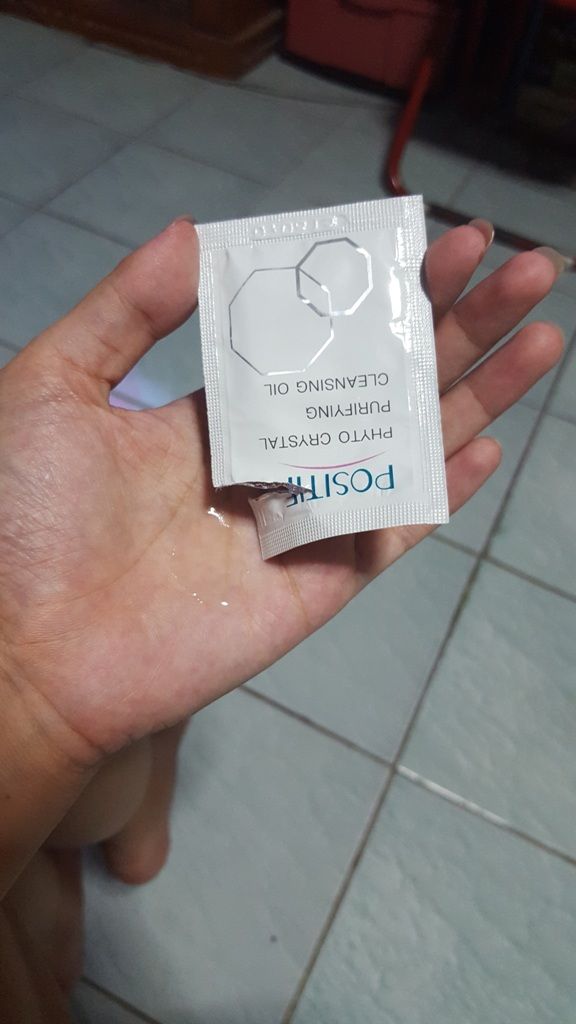 POSITIF
PHYTO CRYSTAL
PURIFYING
CLEANSING OIL